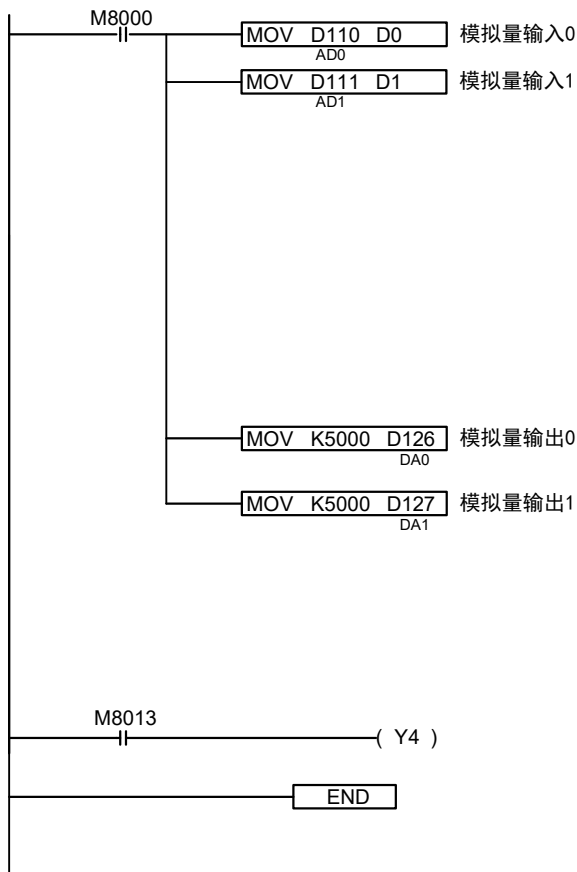 M8000
MOV D110 D0 模拟量输入0
AD0
MOV D111 D1 模拟量输入1
AD1
MOV K5000 D126 模拟量输出0
DA0
MOV K5000 D127 模拟量输出1
DA1
M8013
( Y4 )
END